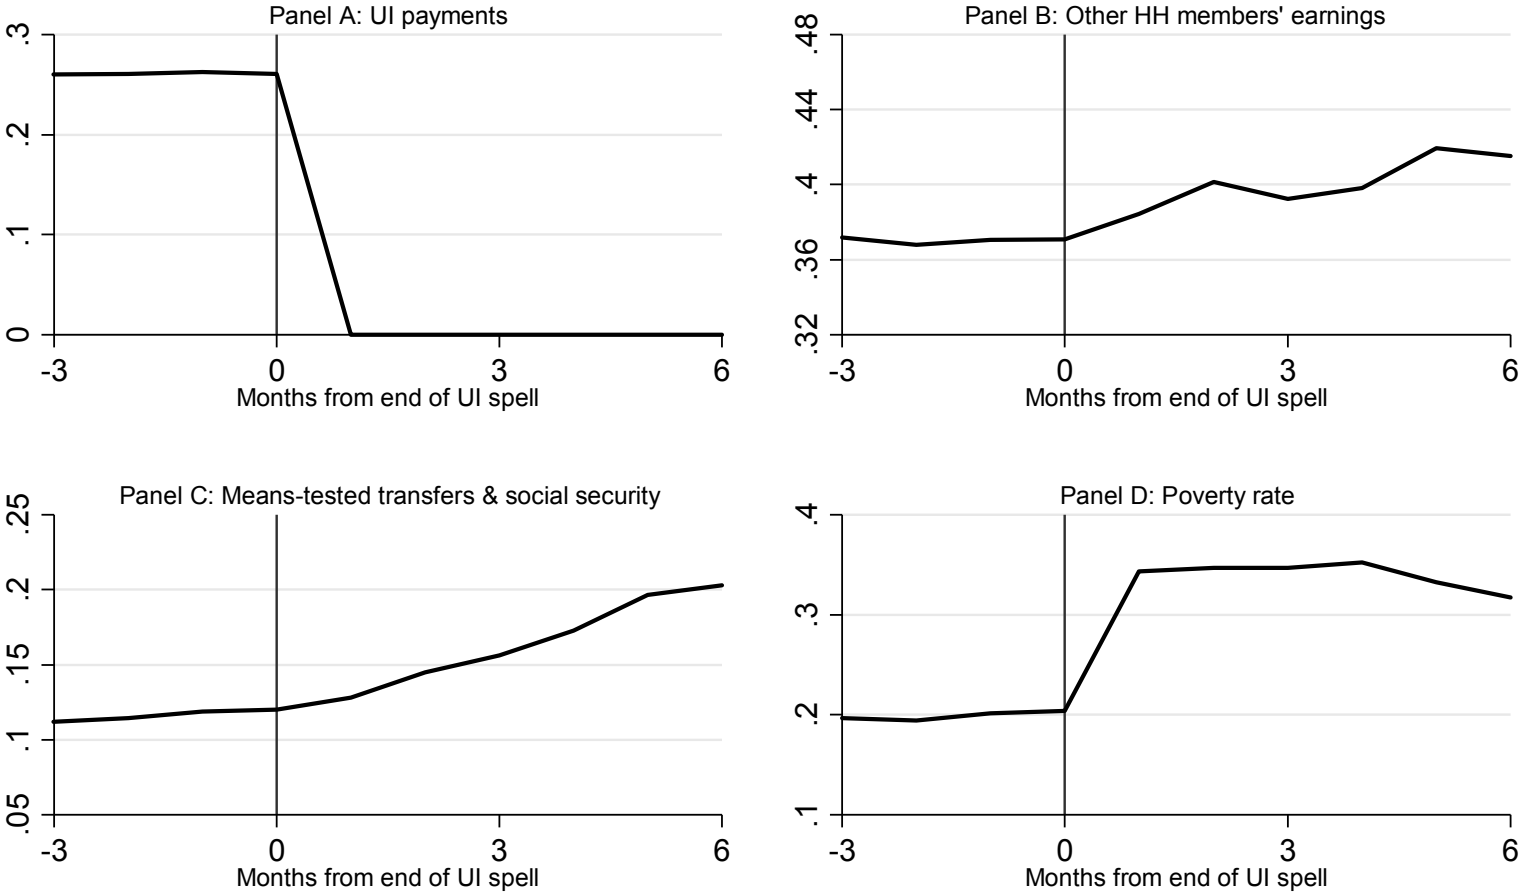 Panel A: UI payments
.3
.2
.1
0
-3 0 3 6
Months from end of UI spell
Panel B: Other HH members' earnings
.48
.44
.4
.36
.32
-3 0 3 6
Months from end of UI spell
Panel C: Means-tested transfers & social security
.25
.2
.15
.1
.05
-3 0 3 6
Months from end of UI spell
Panel D: Poverty rate
.4
.3
.2
.1
-3 0 3 6
Months from end of UI spell